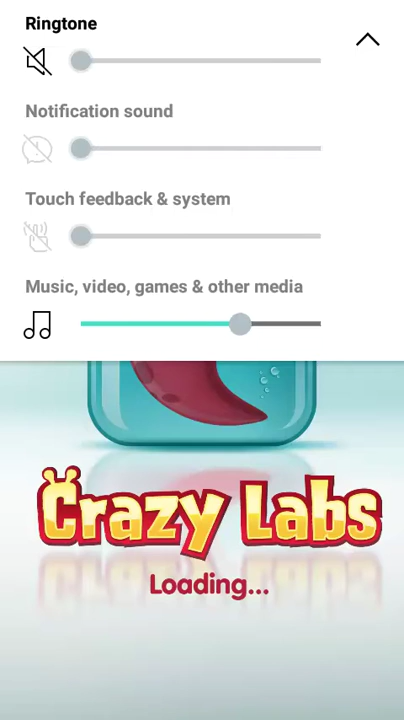 Ringtone
Notification sound
Touch feedback & system
Music, video, games & other media
Crazy Labs
Loading...